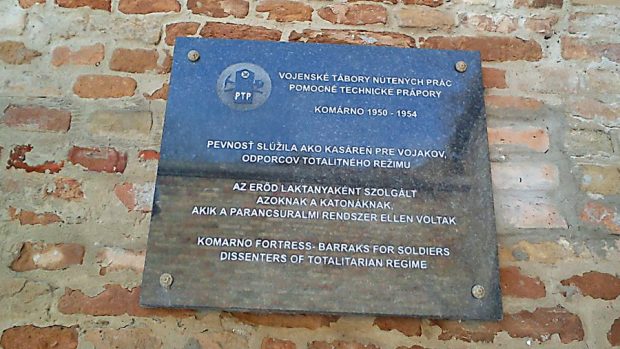 VOJENSKÉ TÁBORY NÚTENÝCH PRÁC
POMOCNÉ TECHNICKÉ PRÁPORY
PTP
KOMÁRNO 1950 - 1954
PEVNOSŤ SLÚŽILA AKO KASÁREŇ PRE VOJAKOV,
ODPORCOV TOTALITNÉHO REŽIMU
AZ ERŐD LAKTANYAKÉNT SZOLGÁLT
AZOKNAK A KATONÁKNAK,
AKIK A PARANCSURALMI RENDSZER ELLEN VOLTAK
KOMARNO FORTRESS- BARRAKS FOR SOLDIERS
DISSENTERS OF TOTALITARIAN REGIME